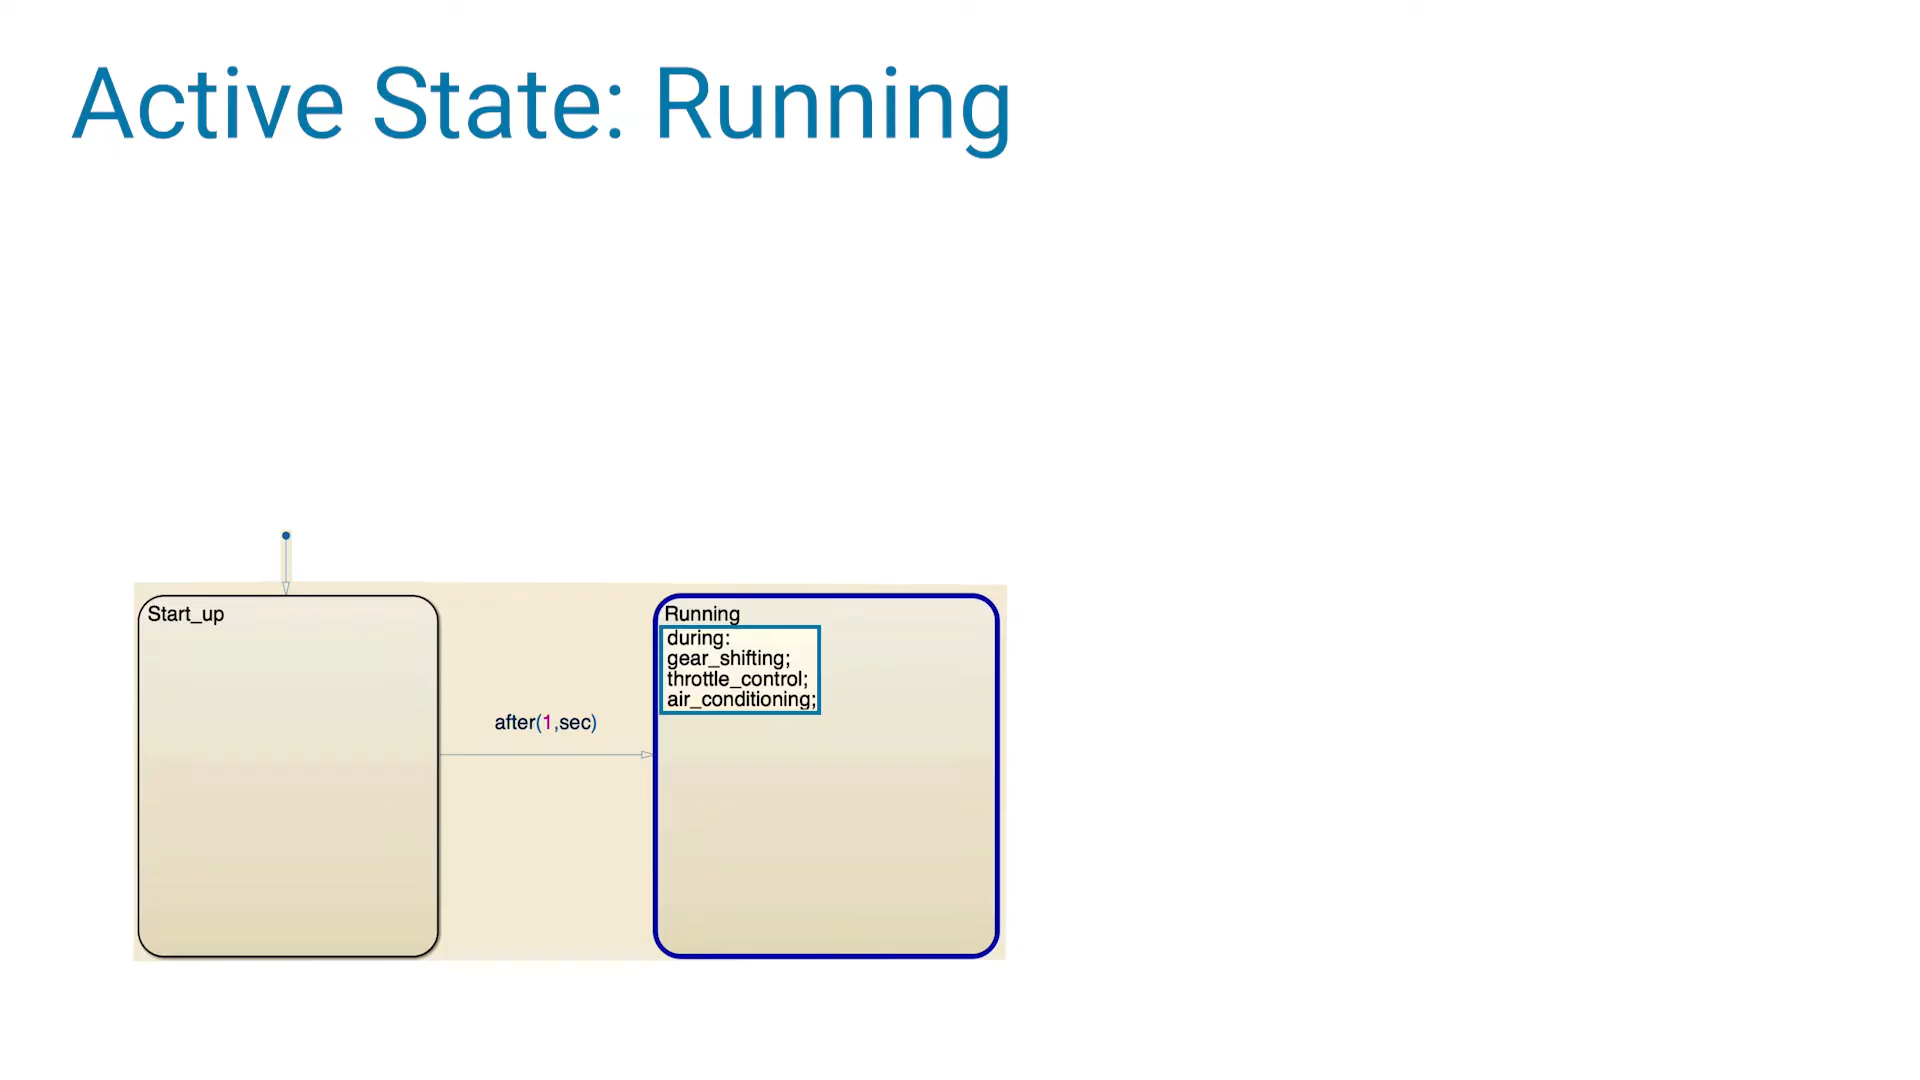 Active State: Running
Start_up
after(1,sec)
Running
during:
gear_shifting;
throttle_control;
air_conditioning;